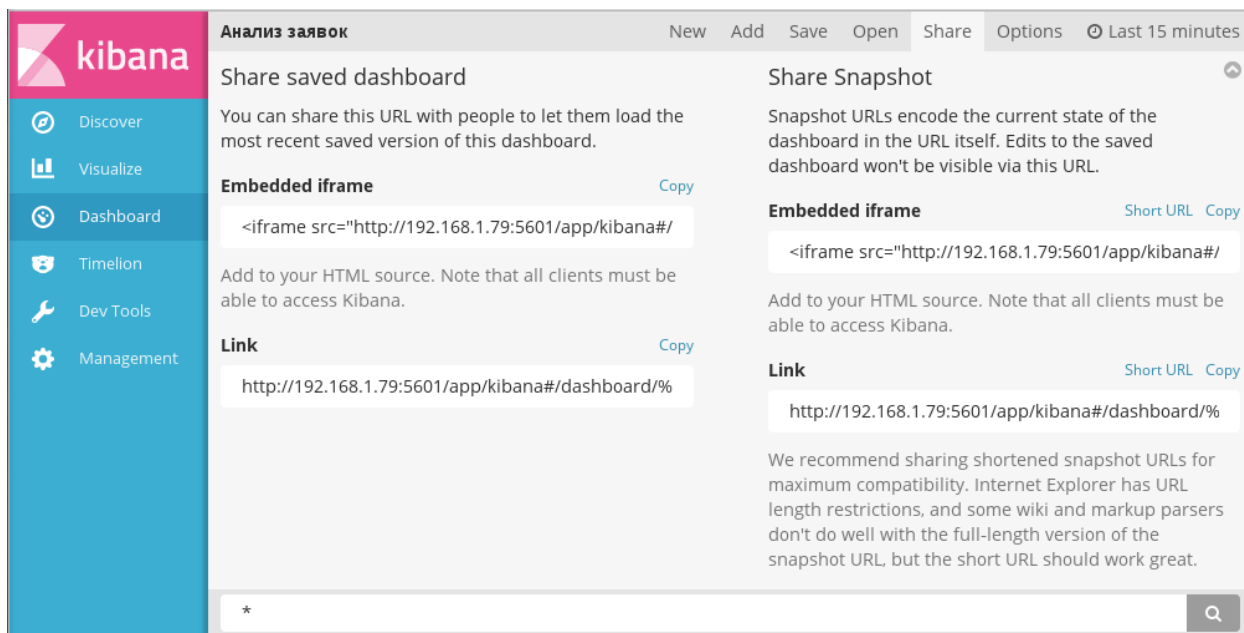 kibana
Discover
Visualize
Dashboard
Timelion
Dev Tools
Management
Анализ заявок
New Add Save Open Share Options Last 15 minutes
Share saved dashboard
You can share this URL with people to let them load the
most recent saved version of this dashboard.
Embedded iframe Copy
<iframe src="http://192.168.1.79:5601/app/kibana#/
Add to your HTML source. Note that all clients must be
able to access Kibana.
Link Copy
http://192.168.1.79:5601/app/kibana#/dashboard/%
Share Snapshot
Snapshot URLs encode the current state of the
dashboard in the URL itself. Edits to the saved
dashboard won't be visible via this URL.
Embedded iframe Short URL Copy
<iframe src="http://192.168.1.79:5601/app/kibana#/
Add to your HTML source. Note that all clients must be
able to access Kibana.
Link Short URL Copy
http://192.168.1.79:5601/app/kibana#/dashboard/%
We recommend sharing shortened snapshot URLs for
maximum compatibility. Internet Explorer has URL
length restrictions, and some wiki and markup parsers
don't do well with the full-length version of the
snapshot URL, but the short URL should work great.
*